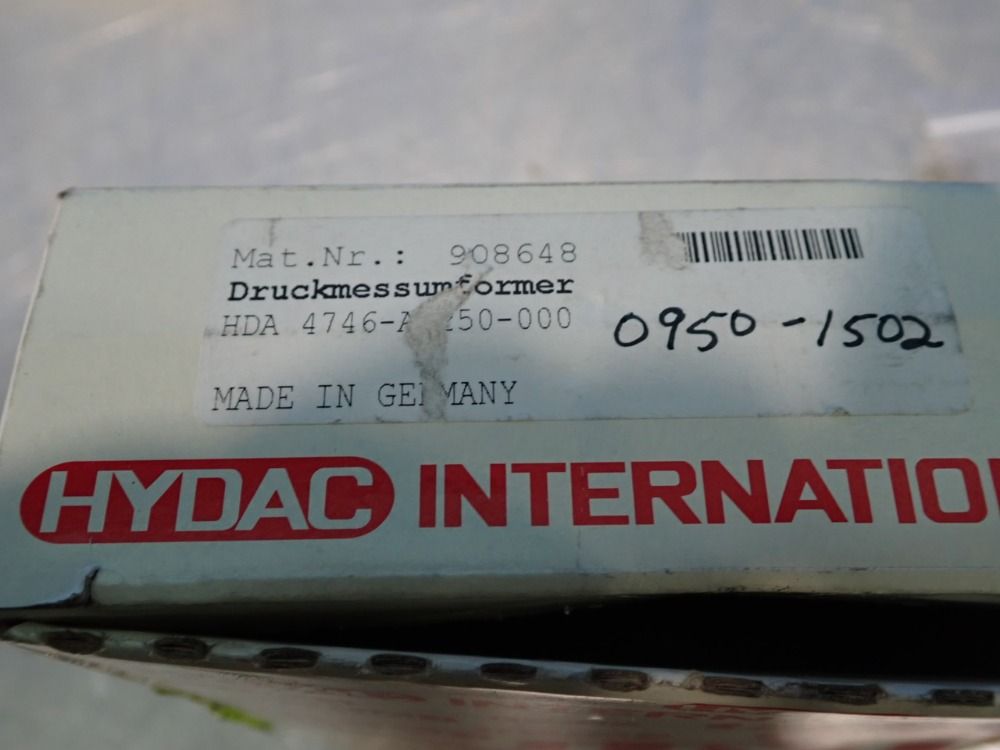 Mat.Nr.: 908648
Druckmessumformer
HDA 4746-A 250-000
0950-1502
MADE IN GERMANY
HYDAC INTERNATIO